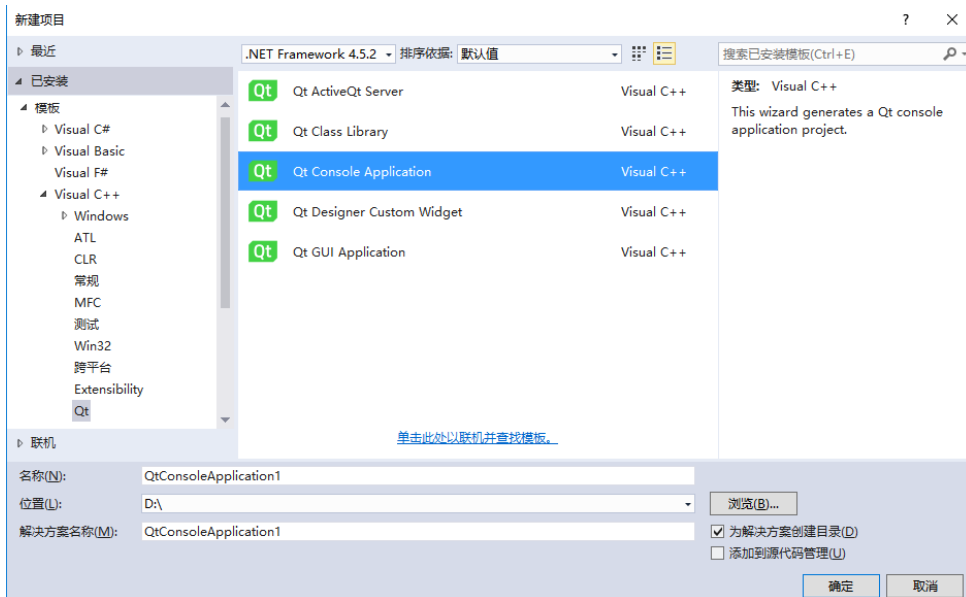 新建项目
?
最近
.NET Framework 4.5.2 排序依据: 默认值
搜索已安装模板(Ctrl+E)
已安装
模板
Visual C#
Visual Basic
Visual F#
Visual C++
Windows
ATL
CLR
常规
MFC
测试
Win32
跨平台
Extensibility
Qt
联机
Qt Qt ActiveQt Server Visual C++
Qt Qt Class Library Visual C++
Qt Qt Console Application Visual C++
Qt Qt Designer Custom Widget Visual C++
Qt Qt GUI Application Visual C++
单击此处以联机并查找模板。
类型: Visual C++
This wizard generates a Qt console
application project.
名称(N): QtConsoleApplication1
位置(L): D:\ 浏览(B)...
解决方案名称(M): QtConsoleApplication1
为解决方案创建目录(D)
添加到源代码管理(U)
确定 取消